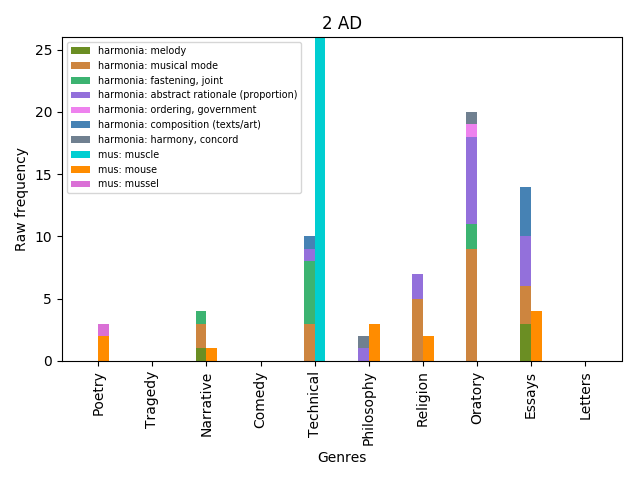 2 AD
harmonia: melody
harmonia: musical mode
harmonia: fastening, joint
harmonia: abstract rationale (proportion)
harmonia: ordering, government
harmonia: composition (texts/art)
harmonia: harmony, concord
mus: muscle
mus: mouse
mus: mussel
Raw frequency
25
20
15
10
5
0
Poetry
Tragedy
Narrative
Comedy
Technical
Philosophy
Religion
Oratory
Essays
Letters
Genres